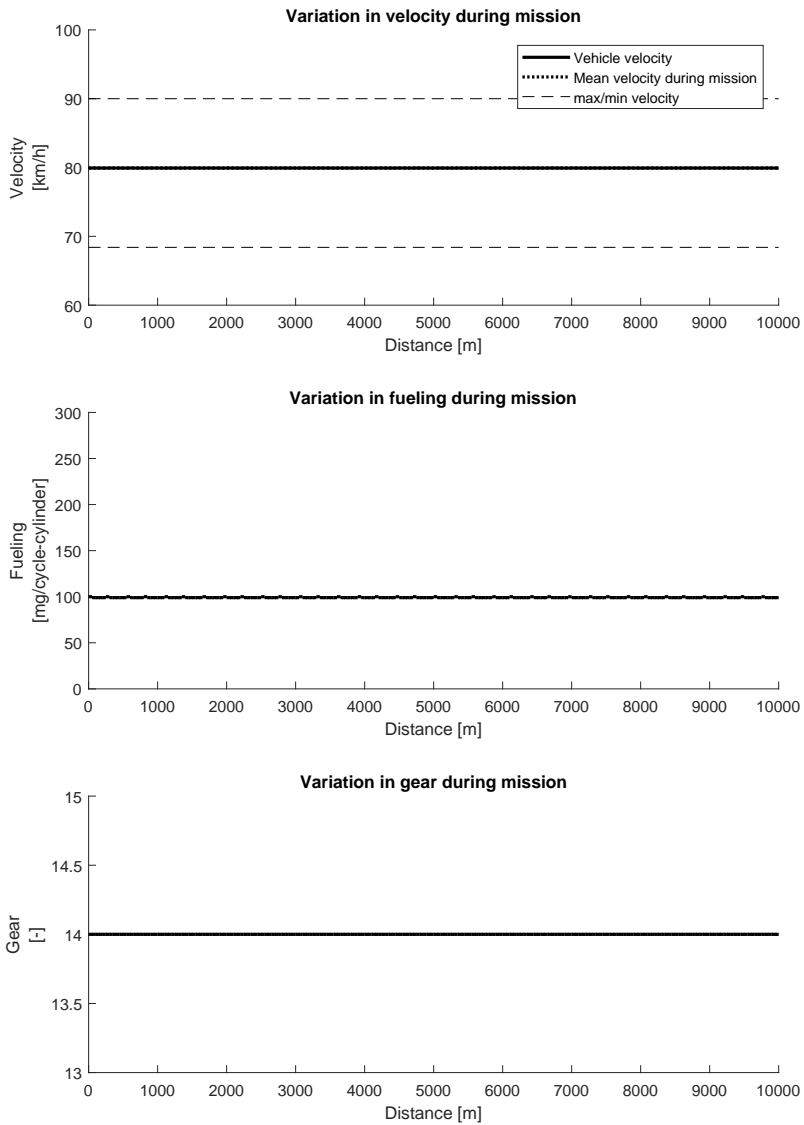 Variation in velocity during mission
100
90
80
70
60
Velocity
[km/h]
Vehicle velocity
Mean velocity during mission
max/min velocity
0 1000 2000 3000 4000 5000 6000 7000 8000 9000 10000
Distance [m]
Variation in fueling during mission
300
250
200
150
100
50
0
Fueling
[mg/cycle-cylinder]
0 1000 2000 3000 4000 5000 6000 7000 8000 9000 10000
Distance [m]
Variation in gear during mission
15
14.5
14
13.5
13
Gear
[-]
0 1000 2000 3000 4000 5000 6000 7000 8000 9000 10000
Distance [m]